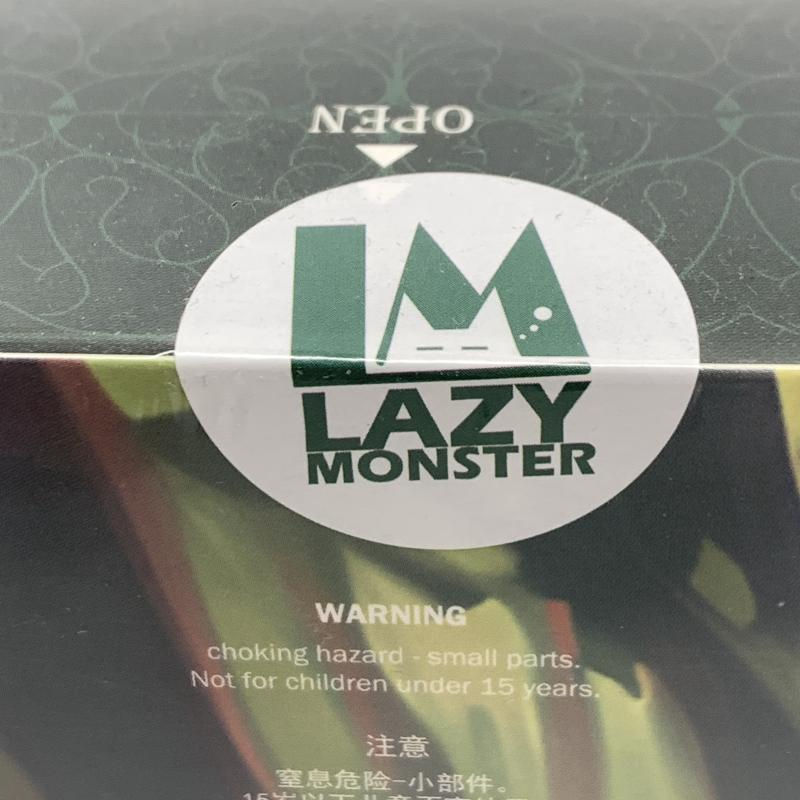 OPEN
LM
LAZY
MONSTER
WARNING
choking hazard - small parts.
Not for children under 15 years.
注意
窒息危险-小部件。